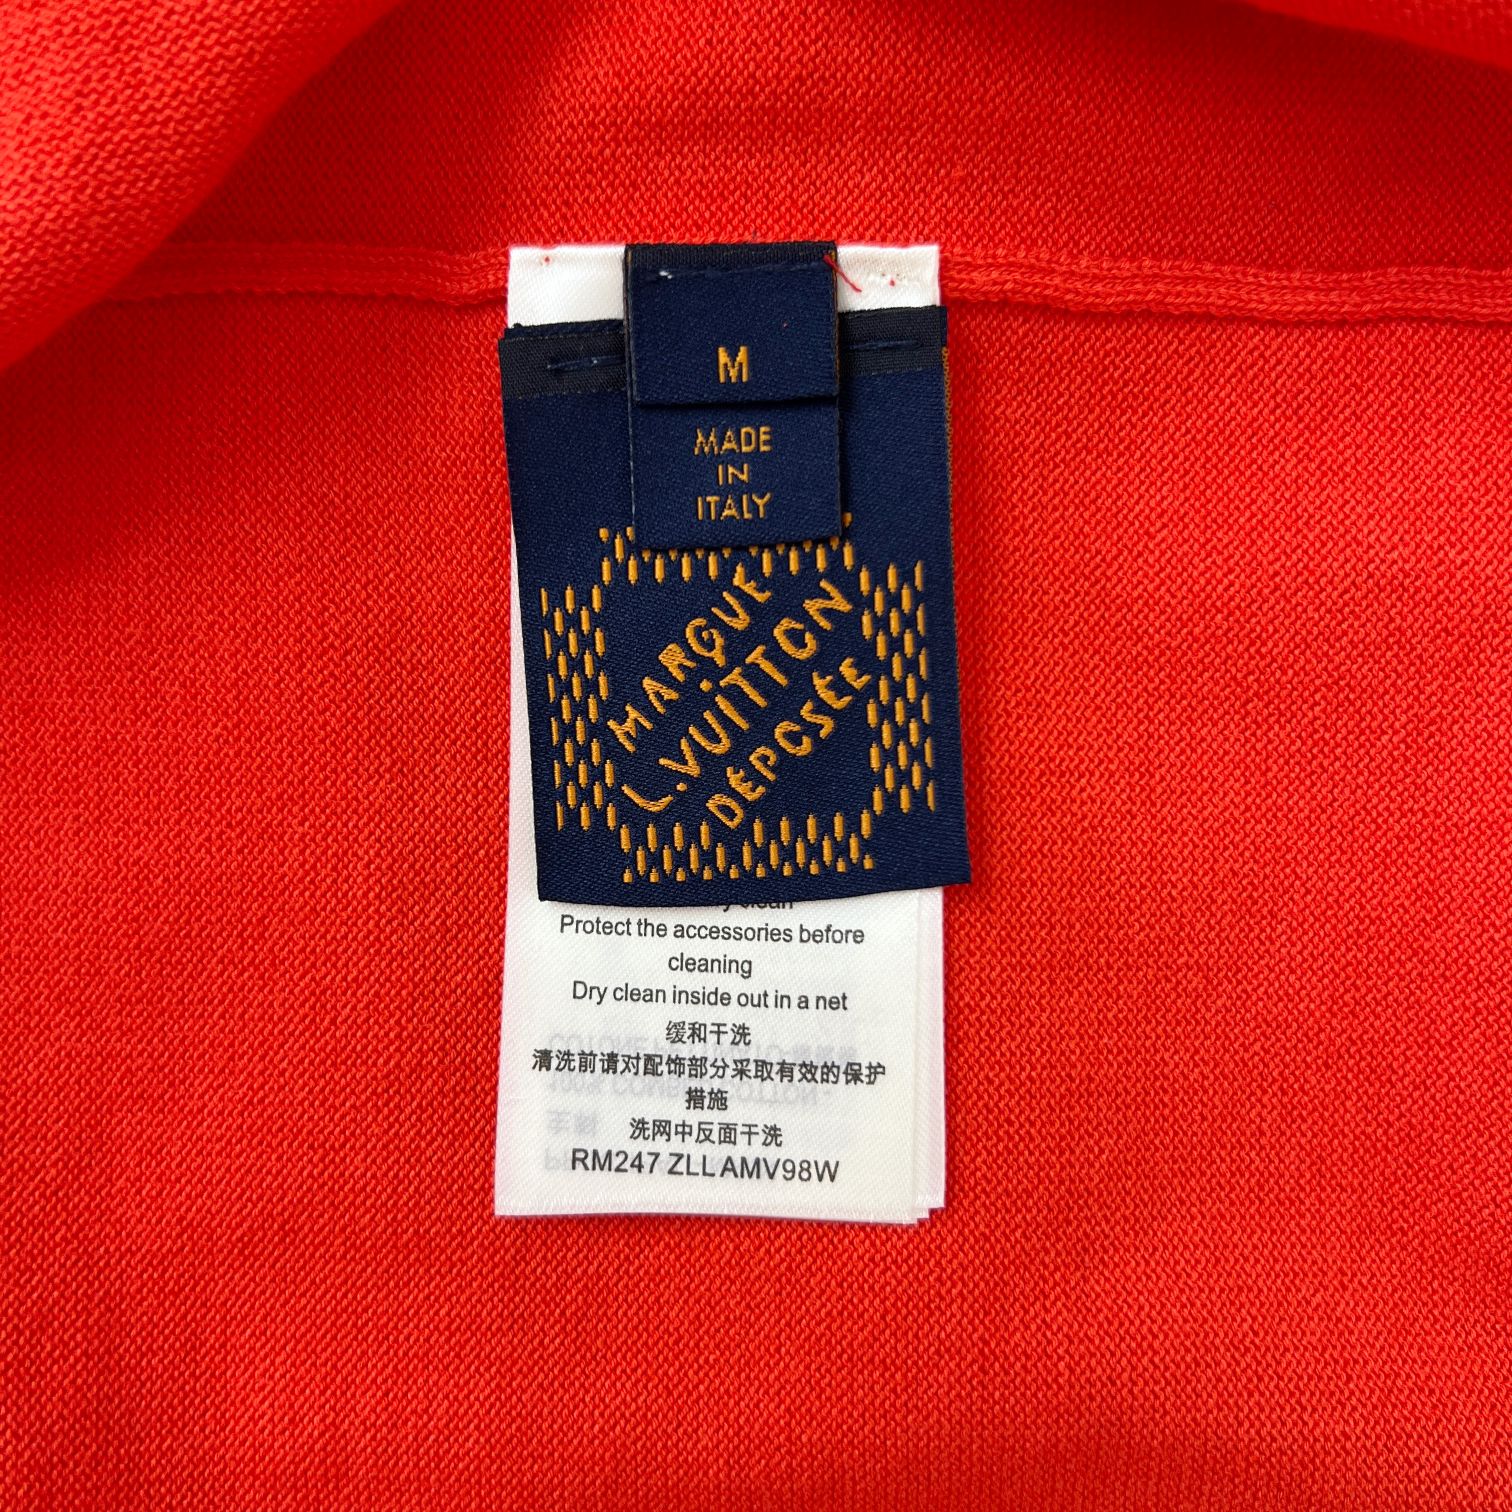 M
MADE
IN
ITALY
MARQUE
L.VUITTON
DÉPOSÉE
clean
Protect the accessories before
cleaning
Dry clean inside out in a net
缓和干洗
清洗前请对配饰部分采取有效的保护
措施
洗网中反面干洗
RM247 ZLL AMV98W